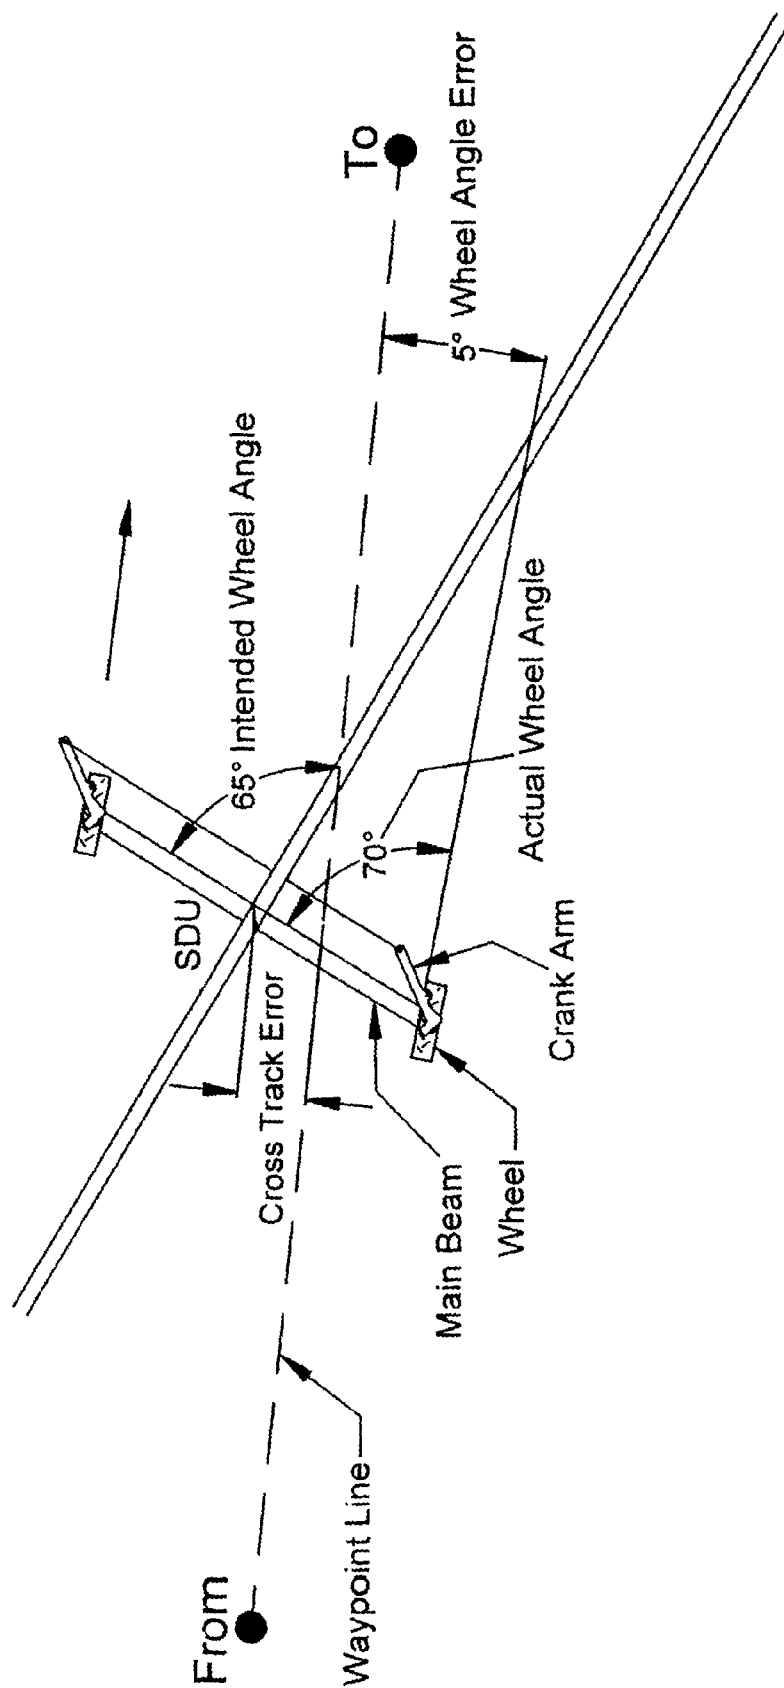 From
To
Waypoint Line
Cross Track Error
SDU
65° Intended Wheel Angle
70°
5° Wheel Angle Error
Main Beam
Wheel
Crank Arm
Actual Wheel Angle